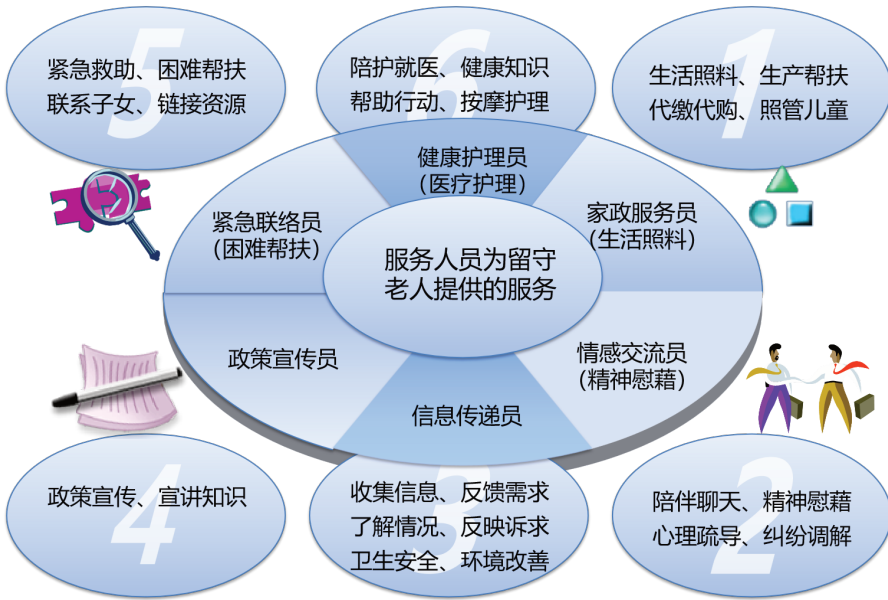 5
紧急救助、困难帮扶
联系子女、链接资源
6
陪护就医、健康知识
帮助行动、按摩护理
1
生活照料、生产帮扶
代缴代购、照管儿童
健康护理员
(医疗护理)
紧急联络员
(困难帮扶)
家政服务员
(生活照料)
服务人员为留守
老人提供的服务
政策宣传员
情感交流员
(精神慰藉)
信息传递员
4
政策宣传、宣讲知识
3
收集信息、反馈需求
了解情况、反映诉求
卫生安全、环境改善
2
陪伴聊天、精神慰藉
心理疏导、纠纷调解